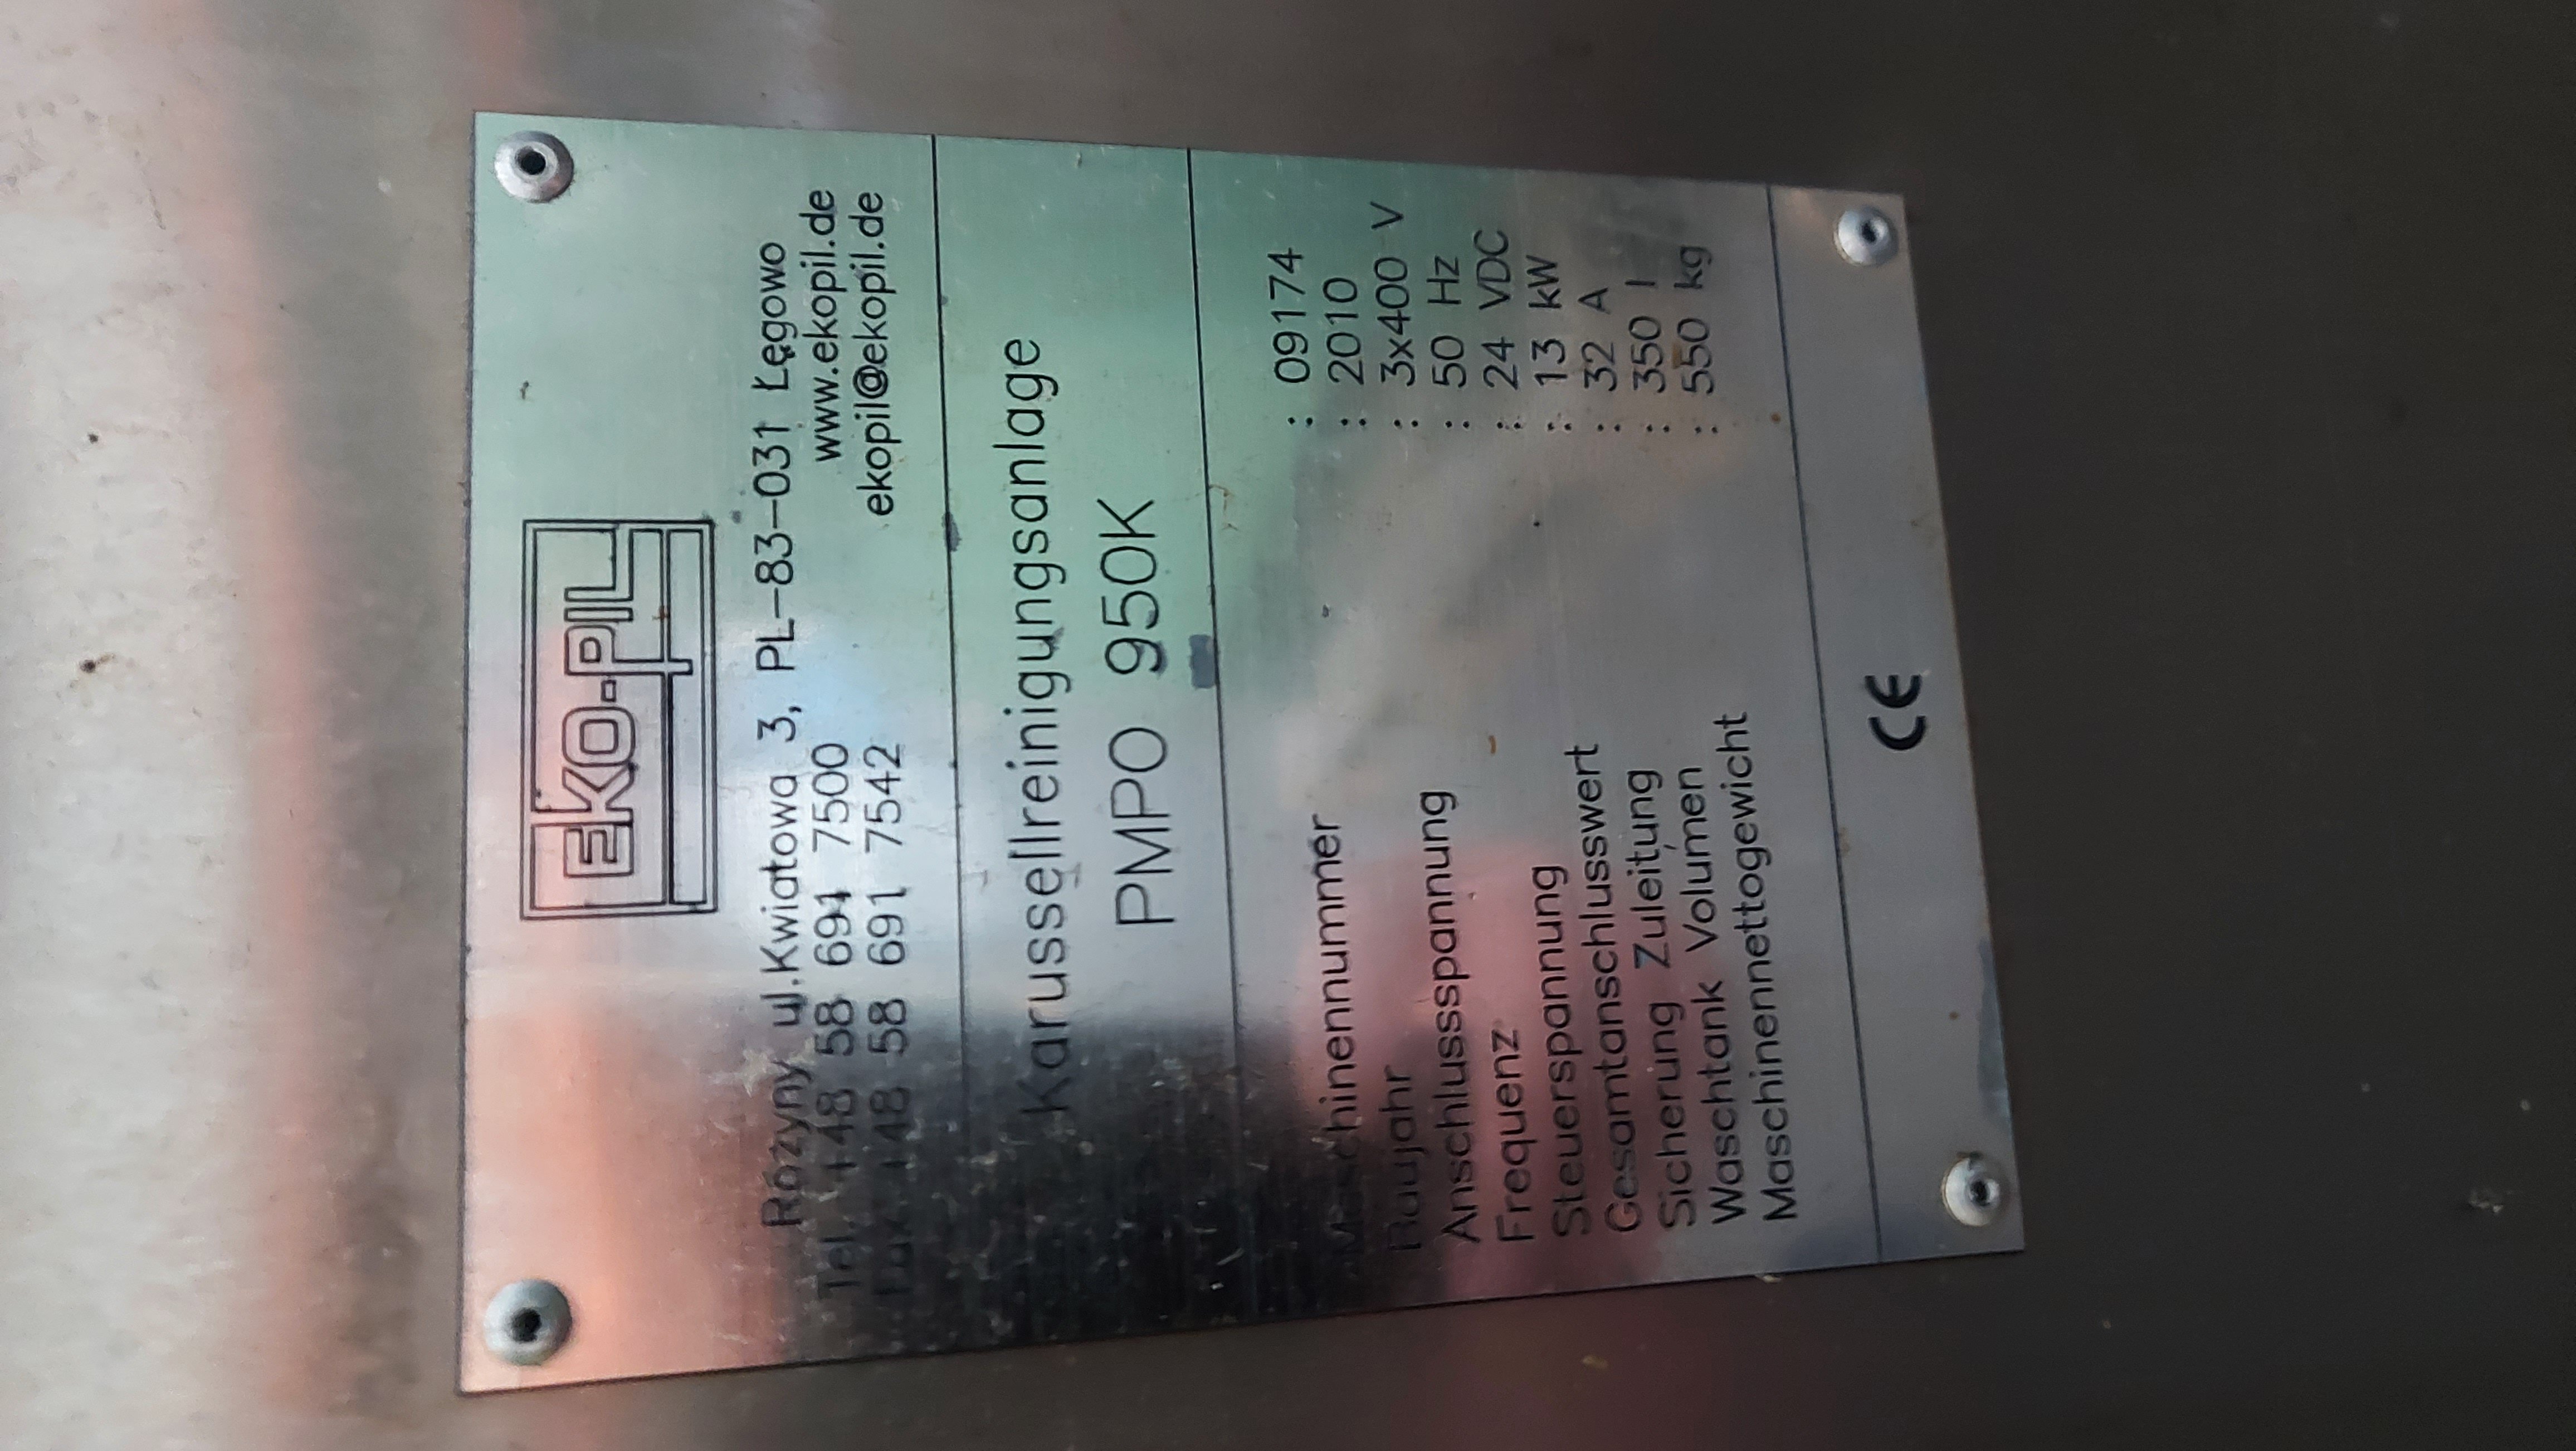 EKO-PIL
Różyny ul.Kwiatowa 3, PL-83-031 Łęgowo
Tel. +48 58 691 7500 www.ekopil.de
Fax +48 58 691 7542 ekopil@ekopil.de
Karussellreinigungsanlage
PMPO 950K
Maschinennummer : 09174
Baujahr : 2010
Anschlussspannung : 3x400 V
Frequenz : 50 Hz
Steuerspannung : 24 VDC
Gesamtanschlusswert : 13 kW
Sicherung Zuleitung : 32 A
Waschtank Volumen : 350 l
Maschinennettogewicht : 550 kg
CE